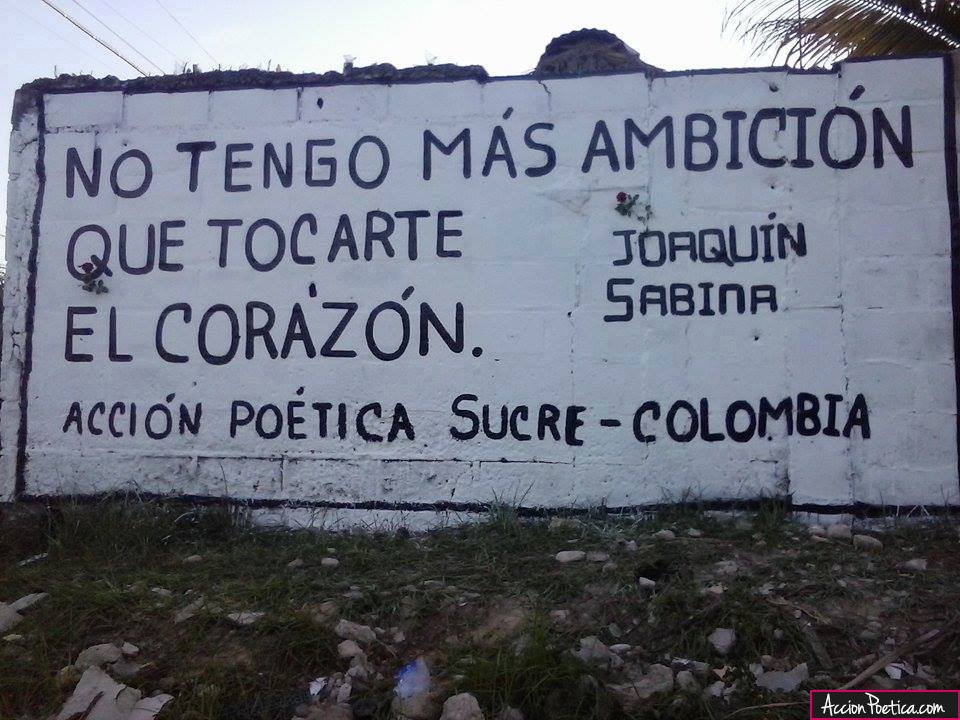 NO TENGO MÁS AMBICIÓN
QUE TOCARTE
EL CORAZÓN.
JOAQUÍN
SABINA
ACCIÓN POÉTICA SUCRE - COLOMBIA
AccionPoetica.com